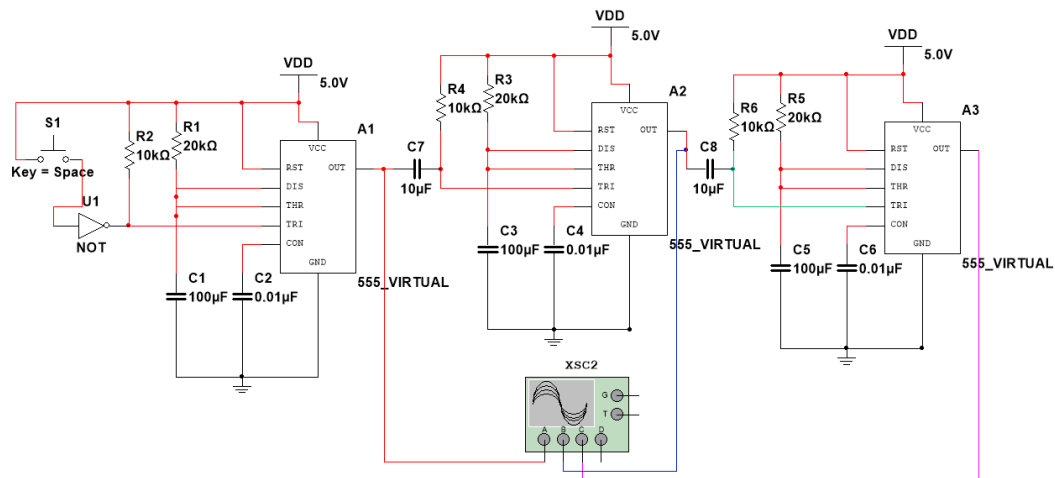 VDD
5.0V
S1
Key = Space
R2
10kΩ
R1
20kΩ
U1
NOT
A1
VCC
RST
OUT
DIS
THR
TRI
CON
GND
555_VIRTUAL
C1
100µF
C2
0.01µF
C7
10µF
VDD
5.0V
R4
10kΩ
R3
20kΩ
A2
VCC
RST
OUT
DIS
THR
TRI
CON
GND
555_VIRTUAL
C3
100µF
C4
0.01µF
C8
10µF
VDD
5.0V
R6
10kΩ
R5
20kΩ
A3
VCC
RST
OUT
DIS
THR
TRI
CON
GND
555_VIRTUAL
C5
100µF
C6
0.01µF
XSC2
G
T
A
B
C
D